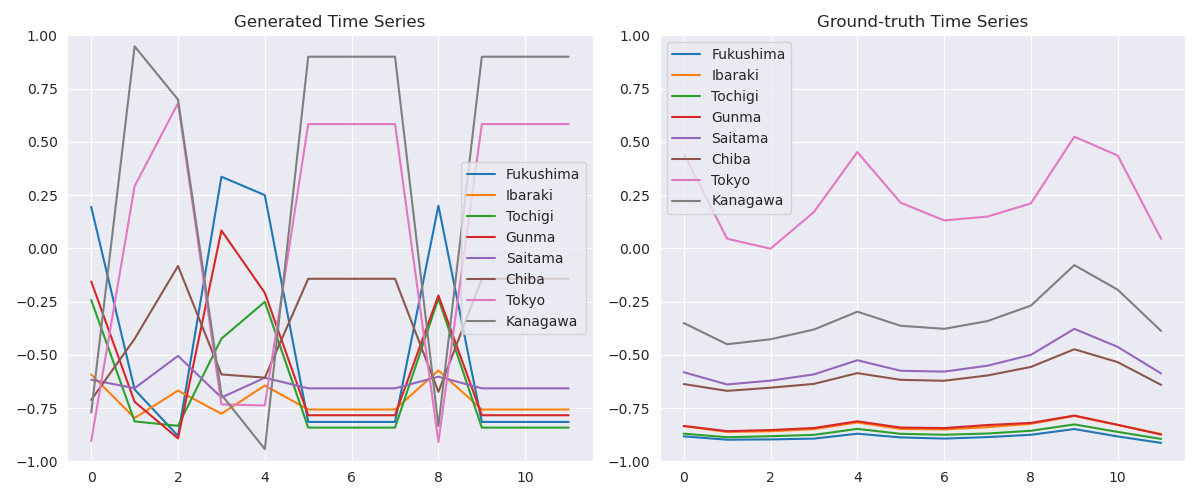 Generated Time Series
1.00
0.75
0.50
0.25
0.00
−0.25
−0.50
−0.75
−1.00
0 2 4 6 8 10
Fukushima
Ibaraki
Tochigi
Gunma
Saitama
Chiba
Tokyo
Kanagawa
Ground-truth Time Series
1.00
0.75
0.50
0.25
0.00
−0.25
−0.50
−0.75
−1.00
0 2 4 6 8 10
Fukushima
Ibaraki
Tochigi
Gunma
Saitama
Chiba
Tokyo
Kanagawa